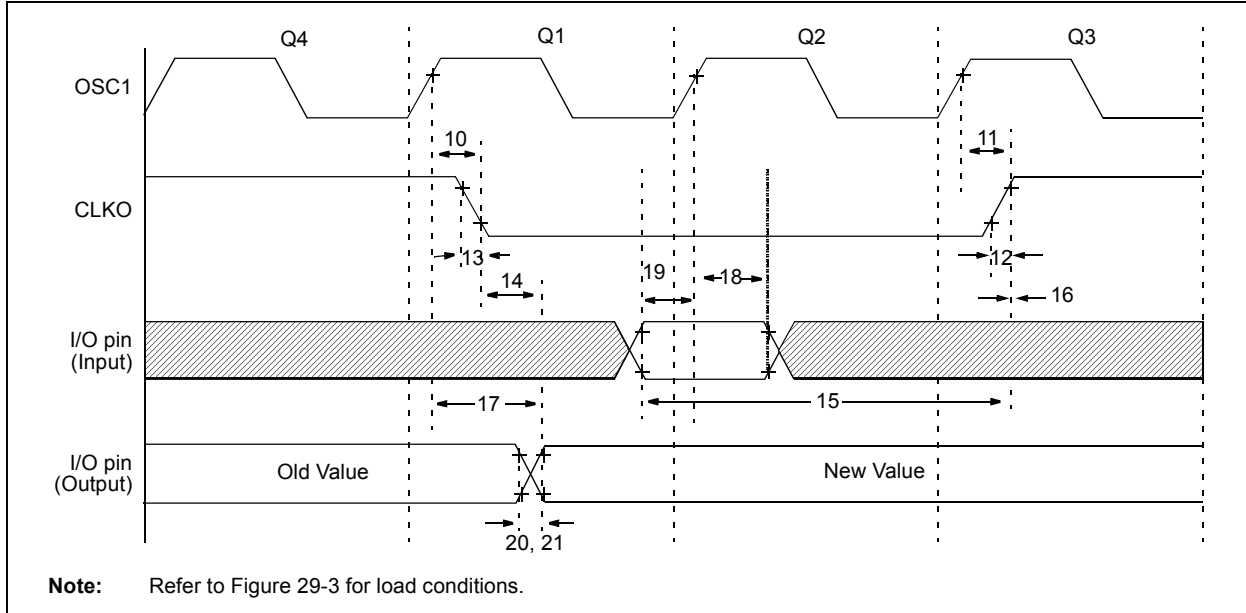 Q4 Q1 Q2 Q3
OSC1
10 11
CLKO
13 12
14 19 18 16
I/O pin
(Input)
17 15
I/O pin
(Output)
Old Value New Value
20, 21
Note: Refer to Figure 29-3 for load conditions.